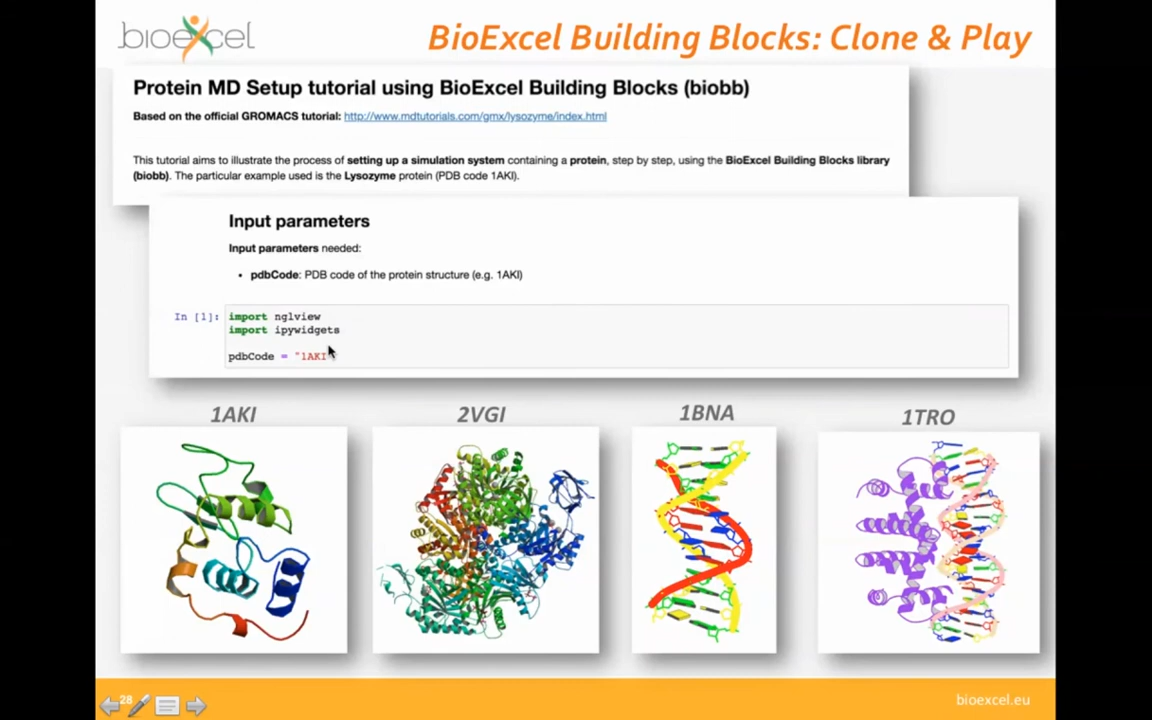 bioexcel
BioExcel Building Blocks: Clone & Play
Protein MD Setup tutorial using BioExcel Building Blocks (biobb)
Based on the official GROMACS tutorial: http://www.mdtutorials.com/gmx/lysozyme/index.html
This tutorial aims to illustrate the process of setting up a simulation system containing a protein, step by step, using the BioExcel Building Blocks library
(biobb). The particular example used is the Lysozyme protein (PDB code 1AKI).
Input parameters
Input parameters needed:
• pdbCode: PDB code of the protein structure (e.g. 1AKI)
In [1]: import nglview
import ipywidgets
pdbCode = "1AKI"
1AKI 2VGI 1BNA 1TRO
28
bioexcel.eu